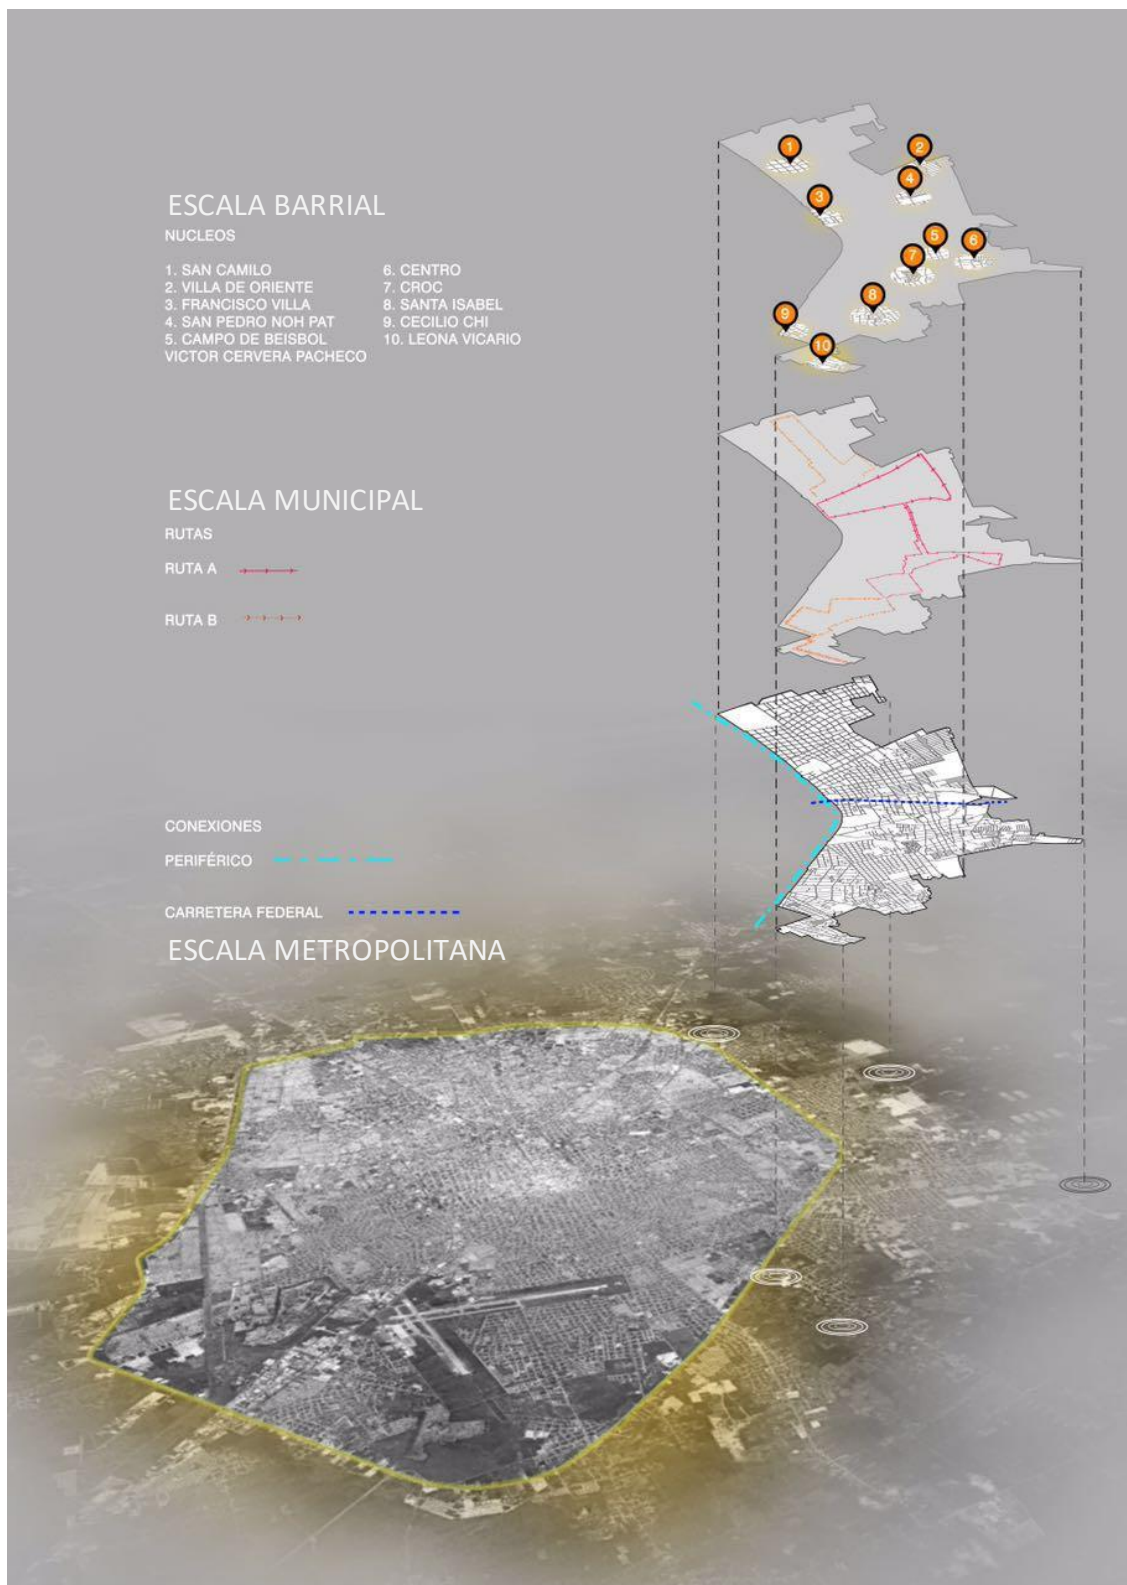 ESCALA BARRIAL
NUCLEOS
1. SAN CAMILO
2. VILLA DE ORIENTE
3. FRANCISCO VILLA
4. SAN PEDRO NOH PAT
5. CAMPO DE BEISBOL
VICTOR CERVERA PACHECO
6. CENTRO
7. CROC
8. SANTA ISABEL
9. CECILIO CHI
10. LEONA VICARIO
1
2
4
3
5
6
7
8
9
10
ESCALA MUNICIPAL
RUTAS
RUTA A
RUTA B
CONEXIONES
PERIFÉRICO
CARRETERA FEDERAL
ESCALA METROPOLITANA